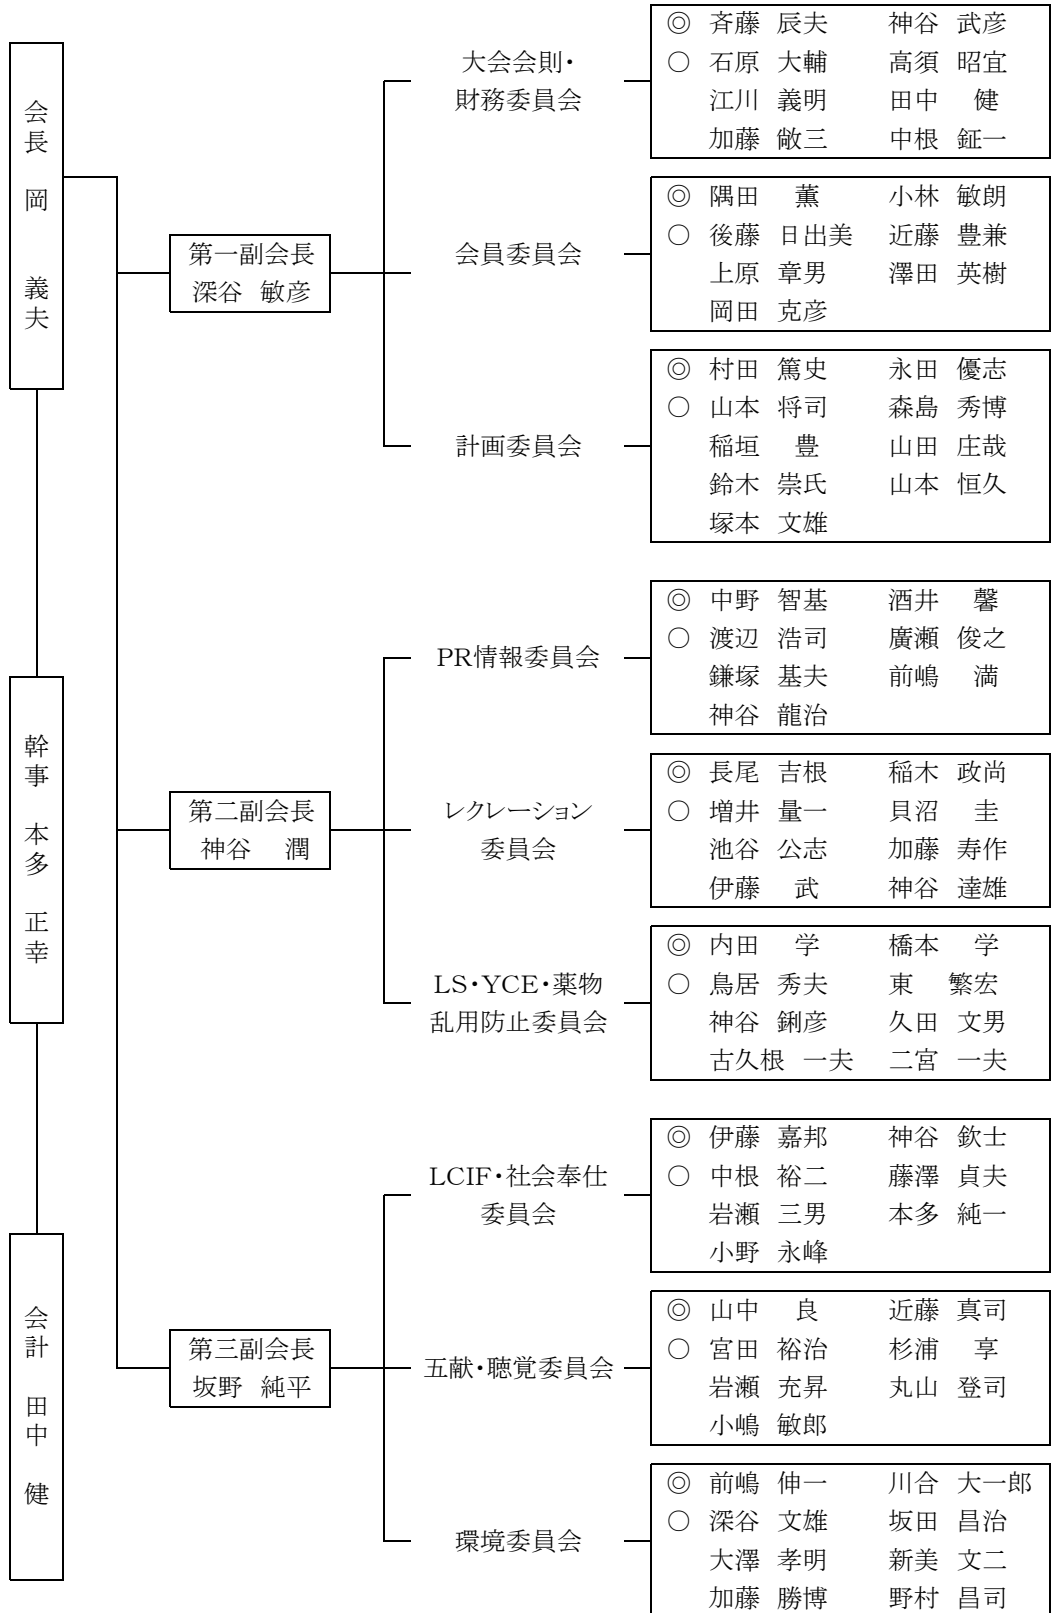 会長 岡 義夫
幹事 本多 正幸
会計 田中 健
第一副会長
深谷 敏彦
大会会則・
財務委員会
◎ 斉藤 辰夫 神谷 武彦
○ 石原 大輔 高須 昭宜
江川 義明 田中 健
加藤 敞三 中根 鉦一
会員委員会
◎ 隅田 薫 小林 敏朗
○ 後藤 日出美 近藤 豊兼
上原 章男 澤田 英樹
岡田 克彦
計画委員会
◎ 村田 篤史 永田 優志
○ 山本 将司 森島 秀博
稲垣 豊 山田 庄哉
鈴木 崇氏 山本 恒久
塚本 文雄
第二副会長
神谷 潤
PR情報委員会
◎ 中野 智基 酒井 馨
○ 渡辺 浩司 廣瀬 俊之
鎌塚 基夫 前嶋 満
神谷 龍治
レクレーション
委員会
◎ 長尾 吉根 稲木 政尚
○ 増井 量一 貝沼 圭
池谷 公志 加藤 寿作
伊藤 武 神谷 達雄
LS・YCE・薬物
乱用防止委員会
◎ 内田 学 橋本 学
○ 鳥居 秀夫 東 繁宏
神谷 鋓彦 久田 文男
古久根 一夫 二宮 一夫
第三副会長
坂野 純平
LCIF・社会奉仕
委員会
◎ 伊藤 嘉邦 神谷 欽士
○ 中根 裕二 藤澤 貞夫
岩瀬 三男 本多 純一
小野 永峰
五献・聴覚委員会
◎ 山中 良 近藤 真司
○ 宮田 裕治 杉浦 享
岩瀬 充昇 丸山 登司
小嶋 敏郎
環境委員会
◎ 前嶋 伸一 川合 大一郎
○ 深谷 文雄 坂田 昌治
大澤 孝明 新美 文二
加藤 勝博 野村 昌司